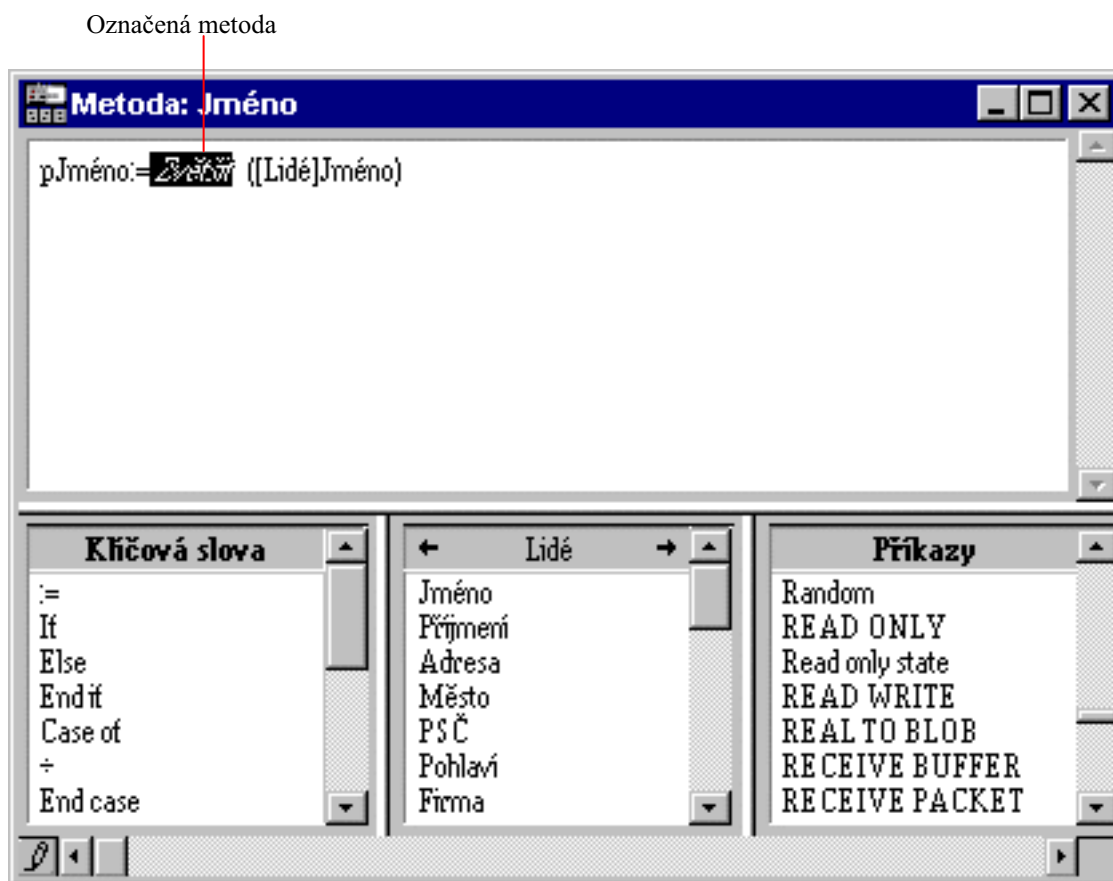 Označená metoda
Metoda: Jméno
pJméno:=Zvětšit ([Lidé]Jméno)
Klíčová slova
:=
If
Else
End if
Case of
÷
End case
Lidé
Jméno
Příjmení
Adresa
Město
PSČ
Pohlaví
Firma
Příkazy
Random
READ ONLY
Read only state
READ WRITE
REAL TO BLOB
RECEIVE BUFFER
RECEIVE PACKET